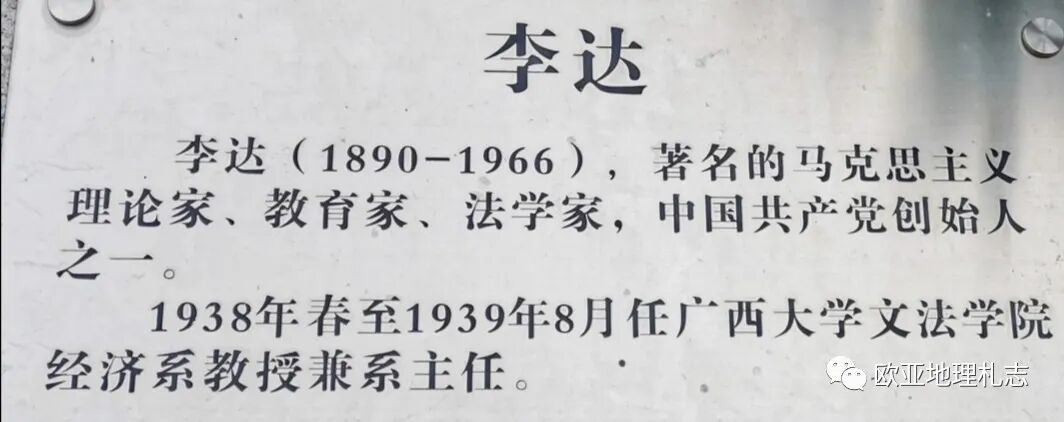 李达
李达（1890-1966），著名的马克思主义
理论家、教育家、法学家，中国共产党创始人
之一。
1938年春至1939年8月任广西大学文法学院
经济系教授兼系主任。
欧亚地理札志